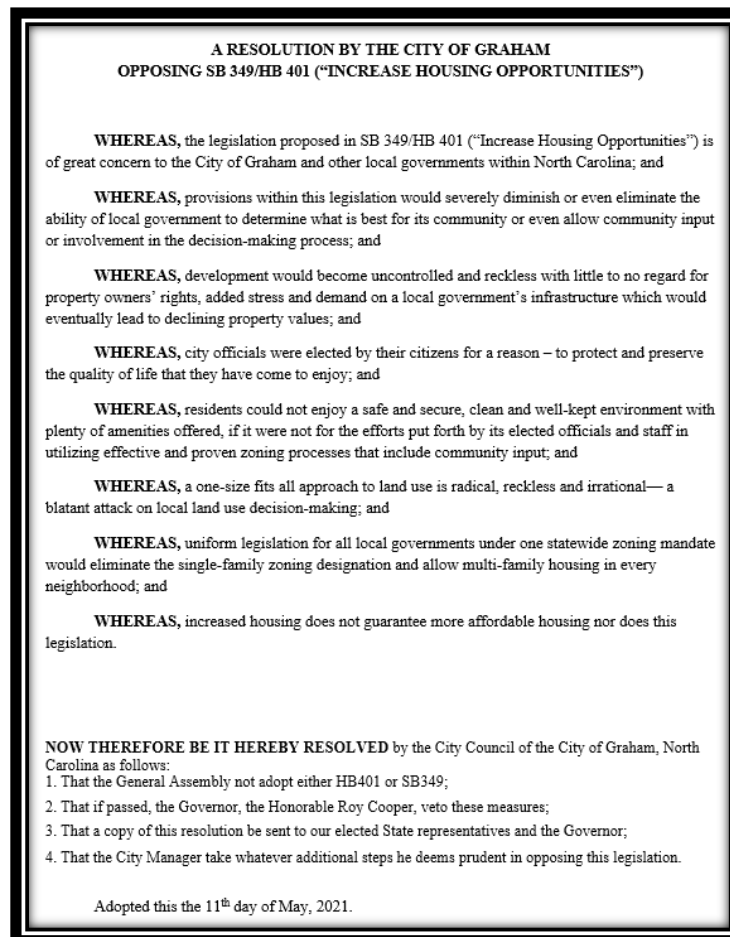 A RESOLUTION BY THE CITY OF GRAHAM
OPPOSING SB 349/HB 401 (“INCREASE HOUSING OPPORTUNITIES”)
WHEREAS, the legislation proposed in SB 349/HB 401 (“Increase Housing Opportunities”) is
of great concern to the City of Graham and other local governments within North Carolina; and
WHEREAS, provisions within this legislation would severely diminish or even eliminate the
ability of local government to determine what is best for its community or even allow community input
or involvement in the decision-making process; and
WHEREAS, development would become uncontrolled and reckless with little to no regard for
property owners’ rights, added stress and demand on a local government’s infrastructure which would
eventually lead to declining property values; and
WHEREAS, city officials were elected by their citizens for a reason – to protect and preserve
the quality of life that they have come to enjoy; and
WHEREAS, residents could not enjoy a safe and secure, clean and well-kept environment with
plenty of amenities offered, if it were not for the efforts put forth by its elected officials and staff in
utilizing effective and proven zoning processes that include community input; and
WHEREAS, a one-size fits all approach to land use is radical, reckless and irrational— a
blatant attack on local land use decision-making; and
WHEREAS, uniform legislation for all local governments under one statewide zoning mandate
would eliminate the single-family zoning designation and allow multi-family housing in every
neighborhood; and
WHEREAS, increased housing does not guarantee more affordable housing nor does this
legislation.
NOW THEREFORE BE IT HEREBY RESOLVED by the City Council of the City of Graham, North
Carolina as follows:
1. That the General Assembly not adopt either HB401 or SB349;
2. That if passed, the Governor, the Honorable Roy Cooper, veto these measures;
3. That a copy of this resolution be sent to our elected State representatives and the Governor;
4. That the City Manager take whatever additional steps he deems prudent in opposing this legislation.
Adopted this the 11th day of May, 2021.